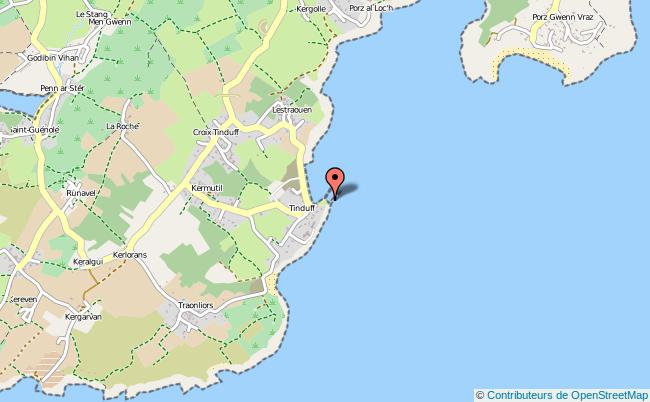 Kergolle
Porz al Loc'h
Le Stang
Men Gwenn
Porz Gwenn Vraz
Godibin Vihan
Penn ar Stêr
Lestraouen
La Roche
Saint-Guénolé
Croix-Tinduff
Kermutil
Runavel
Tinduff
Kerlorans
Keralgui
Kereven
Traonliors
Kergarvan
© Contributeurs de OpenStreetMap